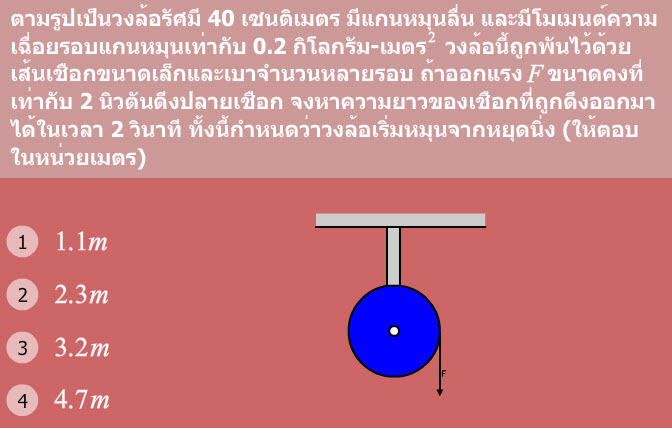 ตามรูปเป็นวงล้อรัศมี 40 เซนติเมตร มีแกนหมุนลื่น และมีโมเมนต์ความ
เฉื่อยรอบแกนหมุนเท่ากับ 0.2 กิโลกรัม-เมตร² วงล้อนี้ถูกพันไว้ด้วย
เส้นเชือกขนาดเล็กและเบาจำนวนหลายรอบ ถ้าออกแรง F ขนาดคงที่
เท่ากับ 2 นิวตันดึงปลายเชือก จงหาความยาวของเชือกที่ถูกดึงออกมา
ได้ในเวลา 2 วินาที ทั้งนี้กำหนดว่าวงล้อเริ่มหมุนจากหยุดนิ่ง (ให้ตอบ
ในหน่วยเมตร)
1 1.1m
2 2.3m
3 3.2m
4 4.7m
F